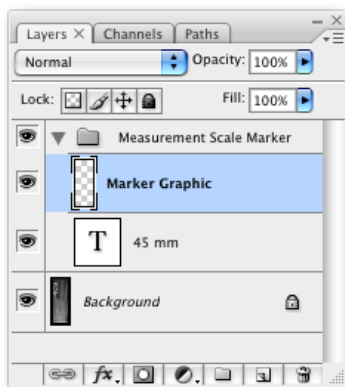 Layers × Channels Paths
Normal Opacity: 100%
Lock: Fill: 100%
Measurement Scale Marker
Marker Graphic
T 45 mm
Background
fx